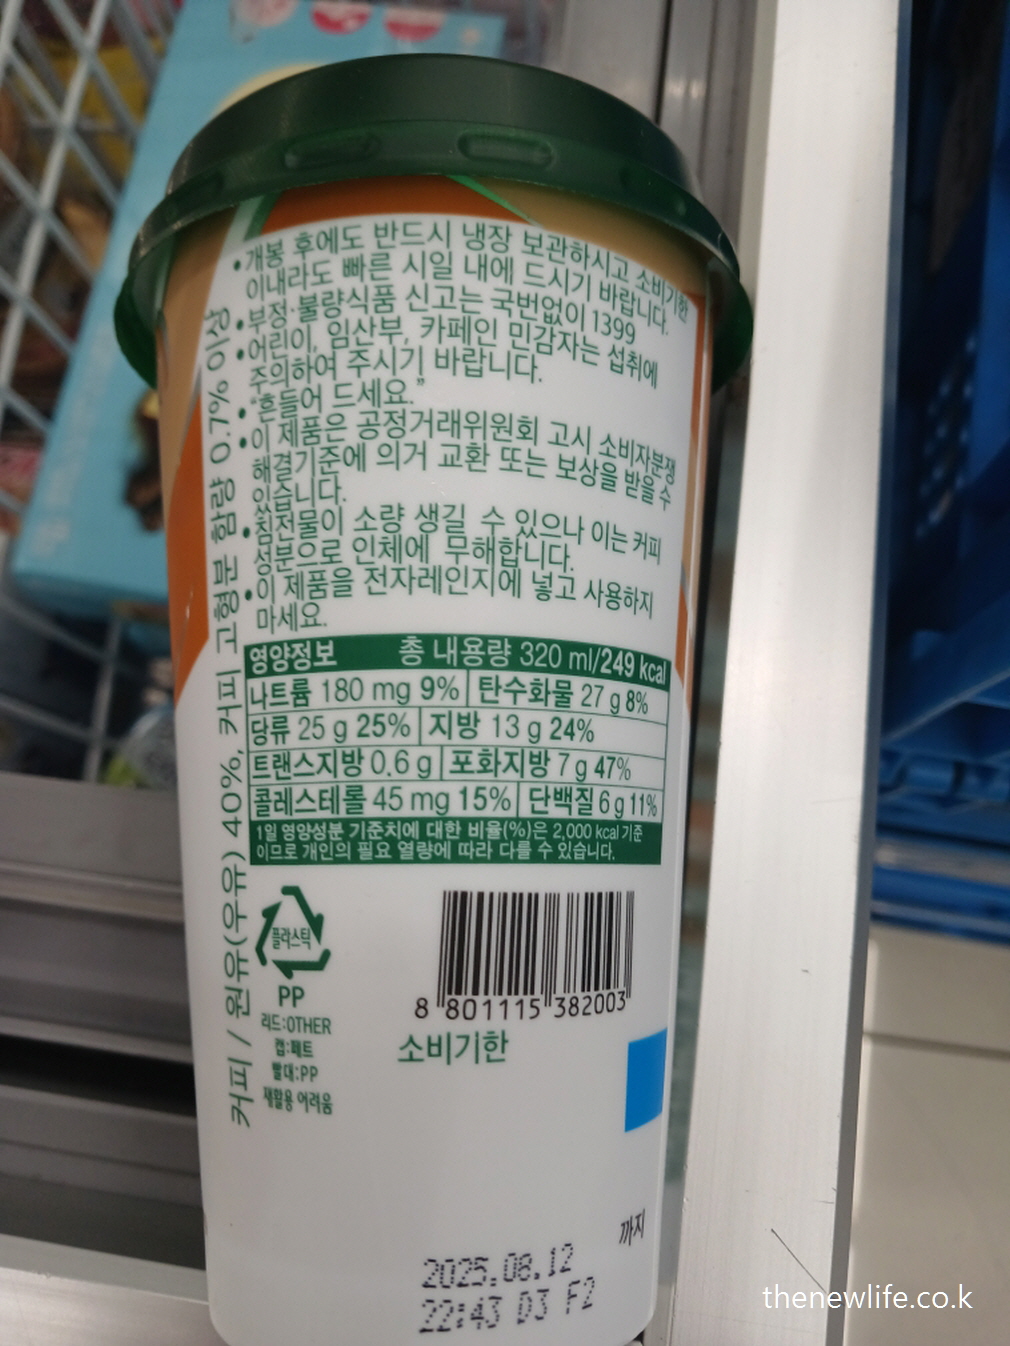 •개봉 후에도 반드시 냉장 보관하시고 소비기한
이내라도 빠른 시일 내에 드시기 바랍니다.
•부정·불량식품 신고는 국번없이 1399
•어린이, 임산부, 카페인 민감자는 섭취에
주의하여 주시기 바랍니다.
•“흔들어 드세요.”
•이 제품은 공정거래위원회 고시 소비자분쟁
해결기준에 의거 교환 또는 보상을 받을 수
있습니다.
•침전물이 소량 생길 수 있으나 이는 커피
성분으로 인체에 무해합니다.
•이 제품을 전자레인지에 넣고 사용하지
마세요.
커피 / 원유(우유) 40%, 커피 고형분 함량 0.7% 이상
영양정보 총 내용량 320 ml/249 kcal
나트륨 180 mg 9% 탄수화물 27 g 8%
당류 25 g 25% 지방 13 g 24%
트랜스지방 0.6 g 포화지방 7 g 47%
콜레스테롤 45 mg 15% 단백질 6 g 11%
1일 영양성분 기준치에 대한 비율(%)은 2,000 kcal 기준
이므로 개인의 필요 열량에 따라 다를 수 있습니다.
플라스틱
PP
리드:OTHER
캡:페트
빨대:PP
재활용 어려움
8 801115 382003
소비기한
까지
2025.08.12
22:43 D3 F2
thenewlife.co.k